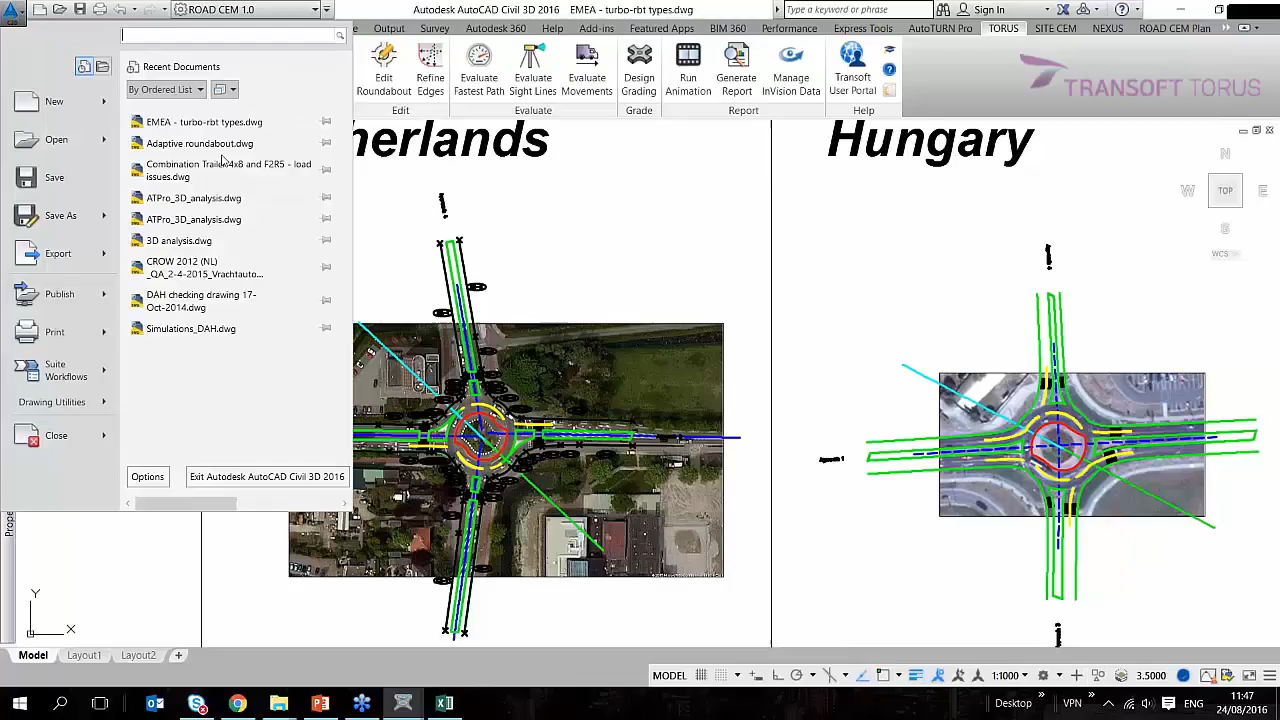 ROAD CEM 1.0
Autodesk AutoCAD Civil 3D 2016 EMEA - turbo-rbt types.dwg
Type a keyword or phrase
Sign In
Output
Survey
Autodesk 360
Help
Add-ins
Featured Apps
BIM 360
Performance
Express Tools
AutoTURN Pro
TORUS
SITE CEM
NEXUS
ROAD CEM Plan
Edit Roundabout
Refine Edges
Evaluate Fastest Path
Evaluate Sight Lines
Evaluate Movements
Design Grading
Run Animation
Generate Report
Manage InVision Data
Transoft User Portal
Edit
Evaluate
Grade
Report
Help
TRANSOFT TORUS
Recent Documents
By Ordered List
New
Open
Save
Save As
Export
Publish
Print
Suite Workflows
Drawing Utilities
Close
EMEA - turbo-rbt types.dwg
Adaptive roundabout.dwg
Combination Trailer 4x8 and F2R5 - load
issues.dwg
ATPro_3D_analysis.dwg
ATPro_3D_analysis.dwg
3D analysis.dwg
CROW 2012 (NL)
_QA_2-4-2015_Vrachtauto...
DAH checking drawing 17-
Oct-2014.dwg
Simulations_DAH.dwg
Options
Exit Autodesk AutoCAD Civil 3D 2016
herlands
Hungary
N
W
TOP
E
S
WCS
Y
X
Model
Layout1
Layout2
MODEL
1:1000
3.5000
Desktop
VPN
ENG
11:47
24/08/2016